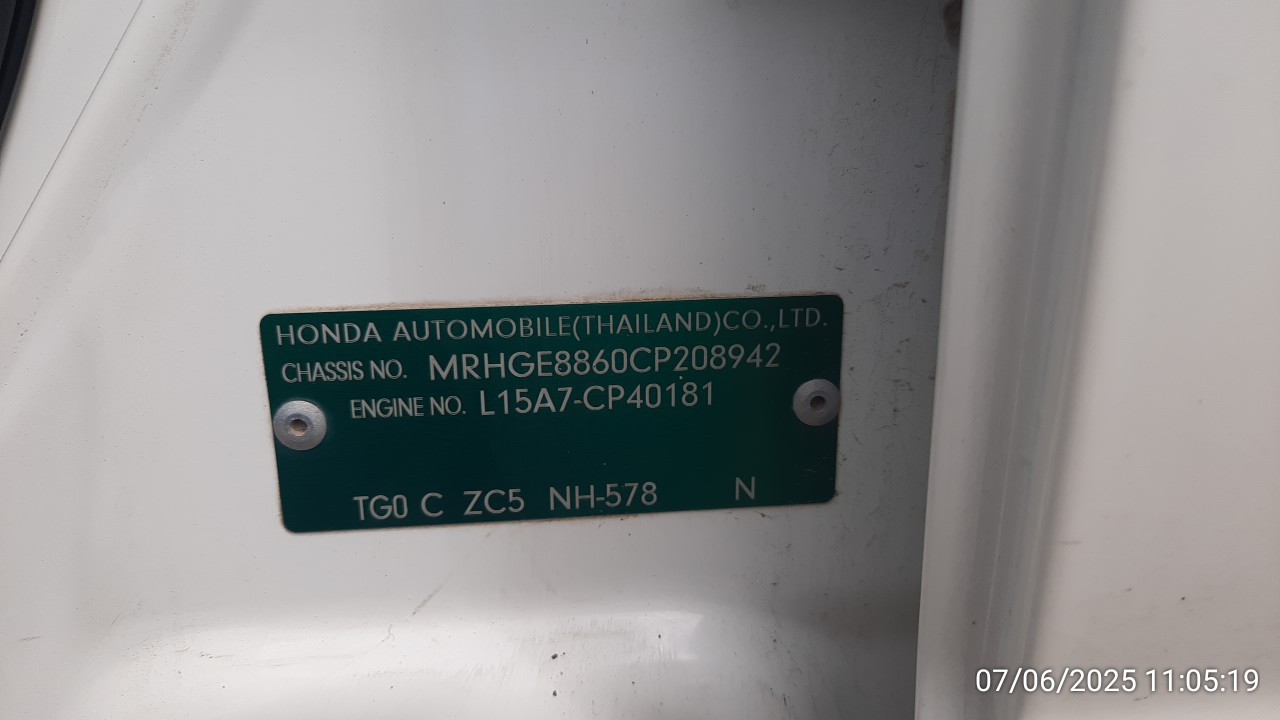 HONDA AUTOMOBILE(THAILAND)CO.,LTD.
CHASSIS NO. MRHGE8860CP208942
ENGINE NO. L15A7-CP40181
TG0 C ZC5 NH-578 N
07/06/2025 11:05:19